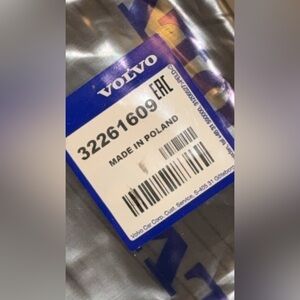 VOLVO
32261609 EAC
MADE IN POLAND
Volvo Car Corp. Cust. Service, S-405 31 Göteborg